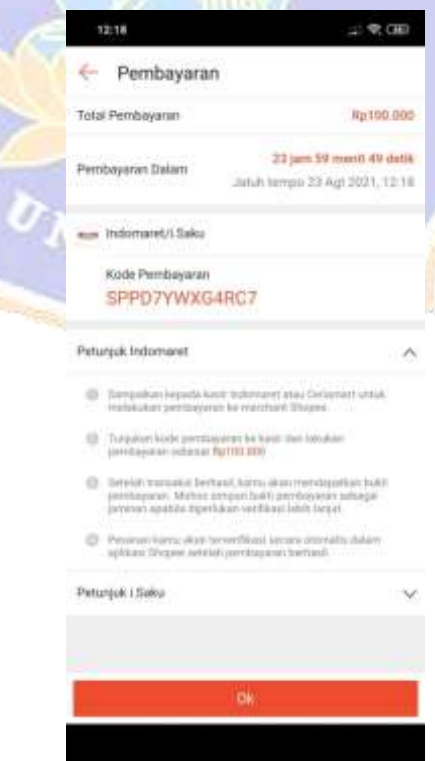 12:18
Pembayaran
Total Pembayaran Rp100.000
Pembayaran Dalam 23 jam 59 menit 49 detik
Jatuh tempo 23 Agt 2021, 12:18
Indomaret/i.Saku
Kode Pembayaran
SPPD7YWXG4RC7
Petunjuk Indomaret
Sampaikan kepada kasir Indomaret atau Ceriamart untuk
melakukan pembayaran ke merchant Shopee.
Tunjukan kode pembayaran ke kasir dan lakukan
pembayaran sebesar Rp100.000
Setelah transaksi berhasil, kamu akan mendapatkan bukti
pembayaran. Mohon simpan bukti pembayaran sebagai
jaminan apabila diperlukan verifikasi lebih lanjut
Pesanan kamu akan terverifikasi secara otomatis dalam
aplikasi Shopee setelah pembayaran berhasil.
Petunjuk i.Saku
Ok